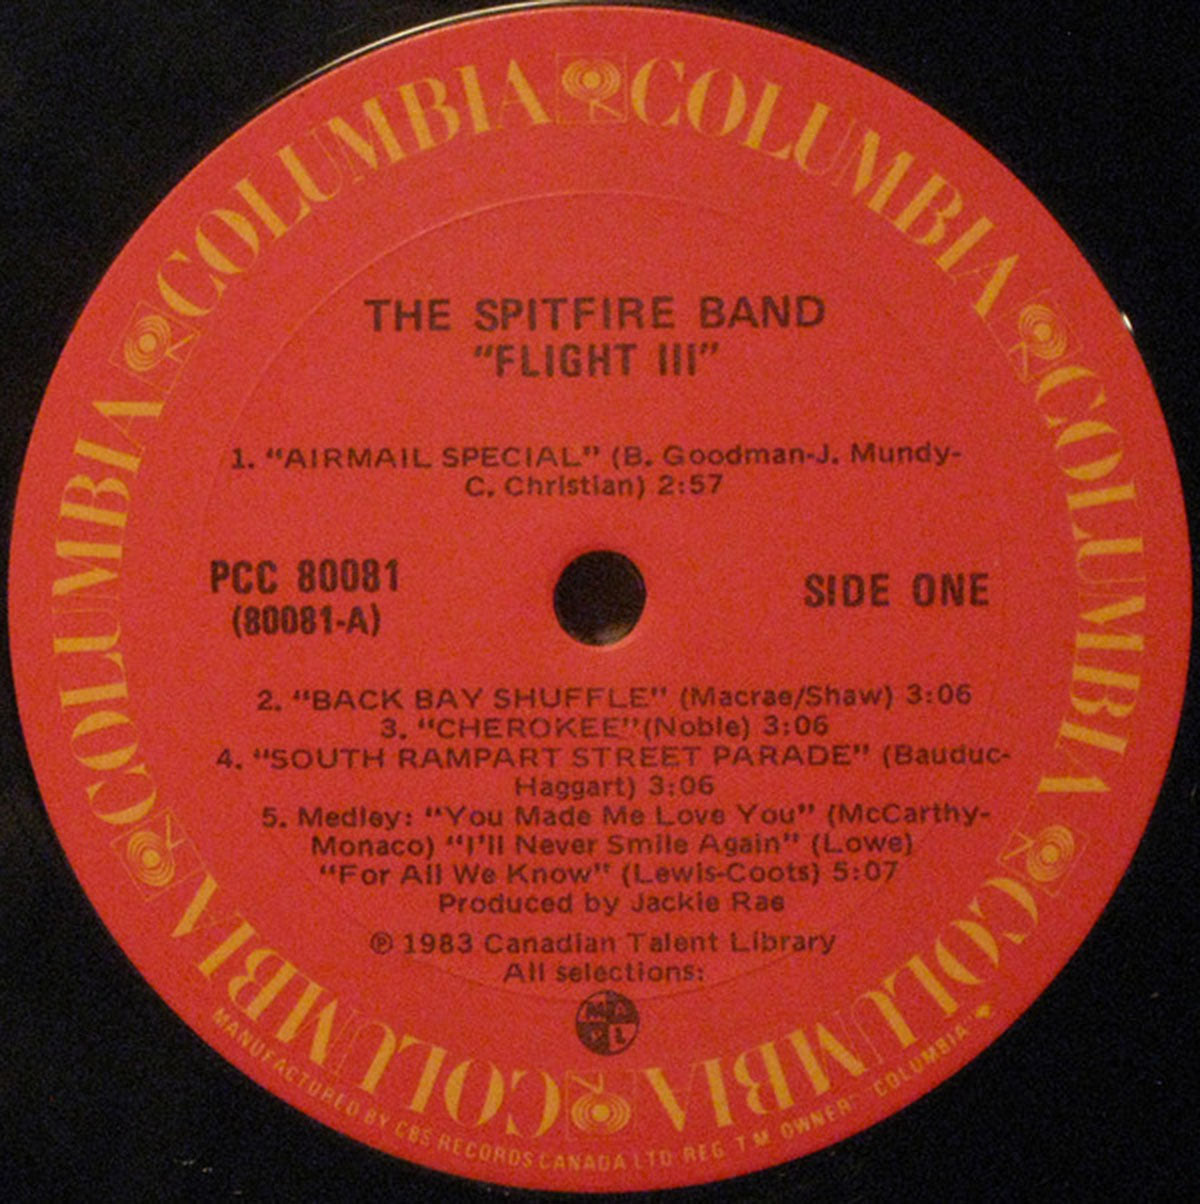 COLUMBIA COLUMBIA COLUMBIA COLUMBIA COLUMBIA COLUMBIA
THE SPITFIRE BAND
"FLIGHT III"
1. "AIRMAIL SPECIAL" (B. Goodman-J. Mundy-
C. Christian) 2:57
PCC 80081
(80081-A)
SIDE ONE
2. "BACK BAY SHUFFLE" (Macrae/Shaw) 3:06
3. "CHEROKEE"(Noble) 3:06
4. "SOUTH RAMPART STREET PARADE" (Bauduc-
Haggart) 3:06
5. Medley: "You Made Me Love You" (McCarthy-
Monaco) "I'll Never Smile Again" (Lowe)
"For All We Know" (Lewis-Coots) 5:07
Produced by Jackie Rae
℗ 1983 Canadian Talent Library
All selections:
MAPL
MANUFACTURED BY CBS RECORDS CANADA LTD REG. T.M. OWNER: "COLUMBIA"